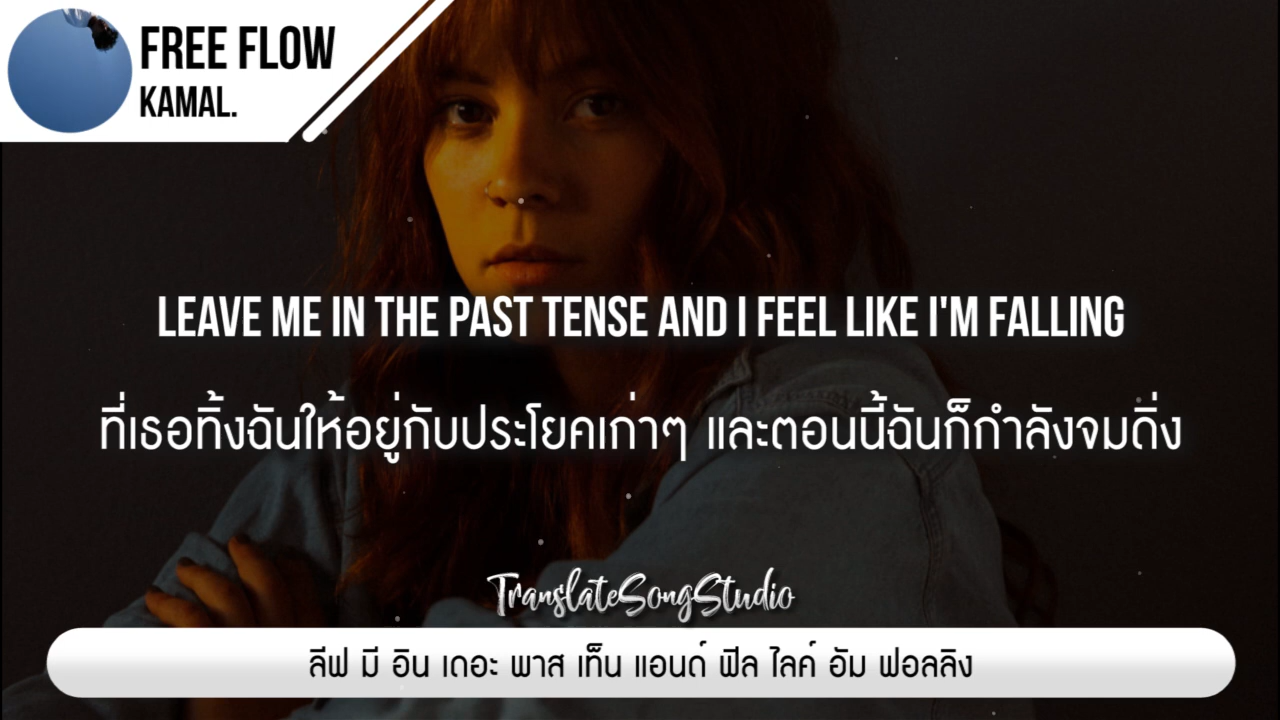 FREE FLOW
KAMAL.
LEAVE ME IN THE PAST TENSE AND I FEEL LIKE I'M FALLING
ที่เธอทิ้งฉันให้อยู่กับประโยคเก่าๆ และตอนนี้ฉันก็กำลังจมดิ่ง
TranslateSongStudio
ลีฟ มี อิน เดอะ พาส เท็น แอนด์ ฟีล ไลค์ อัม ฟอลลิง